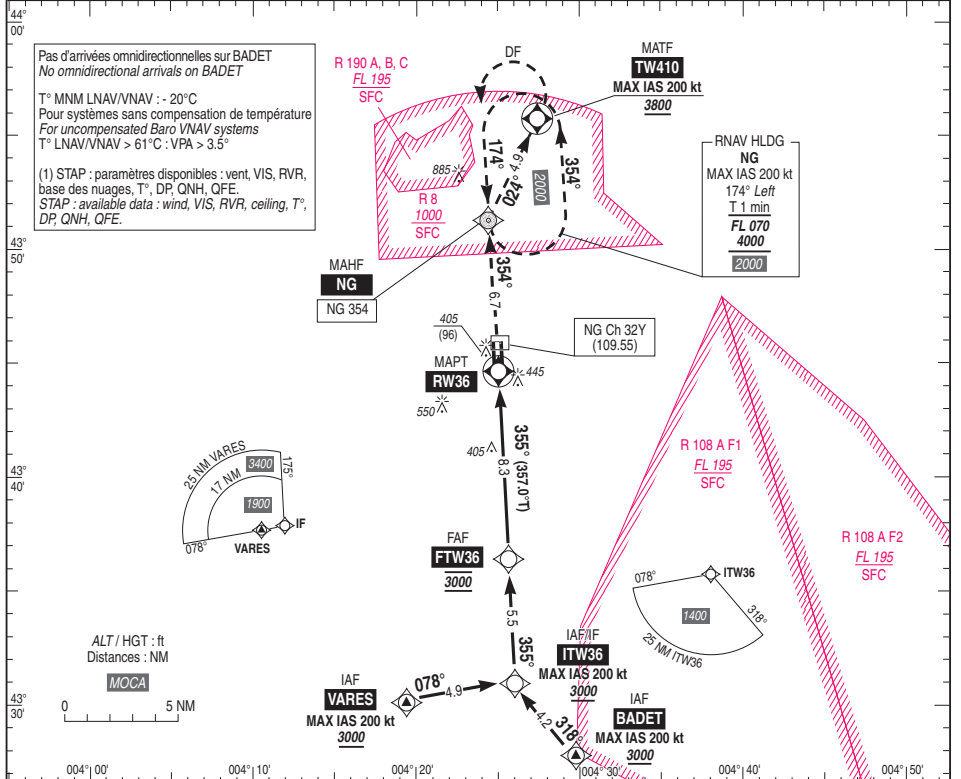 44°
00'
Pas d'arrivées omnidirectionnelles sur BADET
No omnidirectional arrivals on BADET
T° MNM LNAV/VNAV : - 20°C
Pour systèmes sans compensation de température
For uncompensated Baro VNAV systems
T° LNAV/VNAV > 61°C : VPA > 3.5°
(1) STAP : paramètres disponibles : vent, VIS, RVR,
base des nuages, T°, DP, QNH, QFE.
STAP : available data : wind, VIS, RVR, ceiling, T°,
DP, QNH, QFE.
R 190 A, B, C
FL 195
SFC
DF
MATF
TW410
MAX IAS 200 kt
3800
885
174°
4.9
024°
2000
354°
R 8
1000
SFC
RNAV HLDG
NG
MAX IAS 200 kt
174° Left
T 1 min
FL 070
4000
2000
43°
50'
MAHF
NG
NG 354
354°
6.7
405
(96)
NG Ch 32Y
(109.55)
MAPT
RW36
445
550
405
355° (357.0°T)
8.3
R 108 A F1
FL 195
SFC
43°
40'
25 NM VARES
3400
175°
17 NM
1900
IF
078°
VARES
R 108 A F2
FL 195
SFC
FAF
FTW36
3000
078°
ITW36
1400
318°
25 NM ITW36
5.5
355°
ALT / HGT : ft
Distances : NM
MOCA
0
5 NM
IAF/IF
ITW36
MAX IAS 200 kt
3000
IAF
VARES
MAX IAS 200 kt
3000
078°
4.9
4.2
318°
IAF
BADET
MAX IAS 200 kt
3000
43°
30'
004° 00'
004° 10'
004° 20'
004° 30'
004° 40'
004° 50'